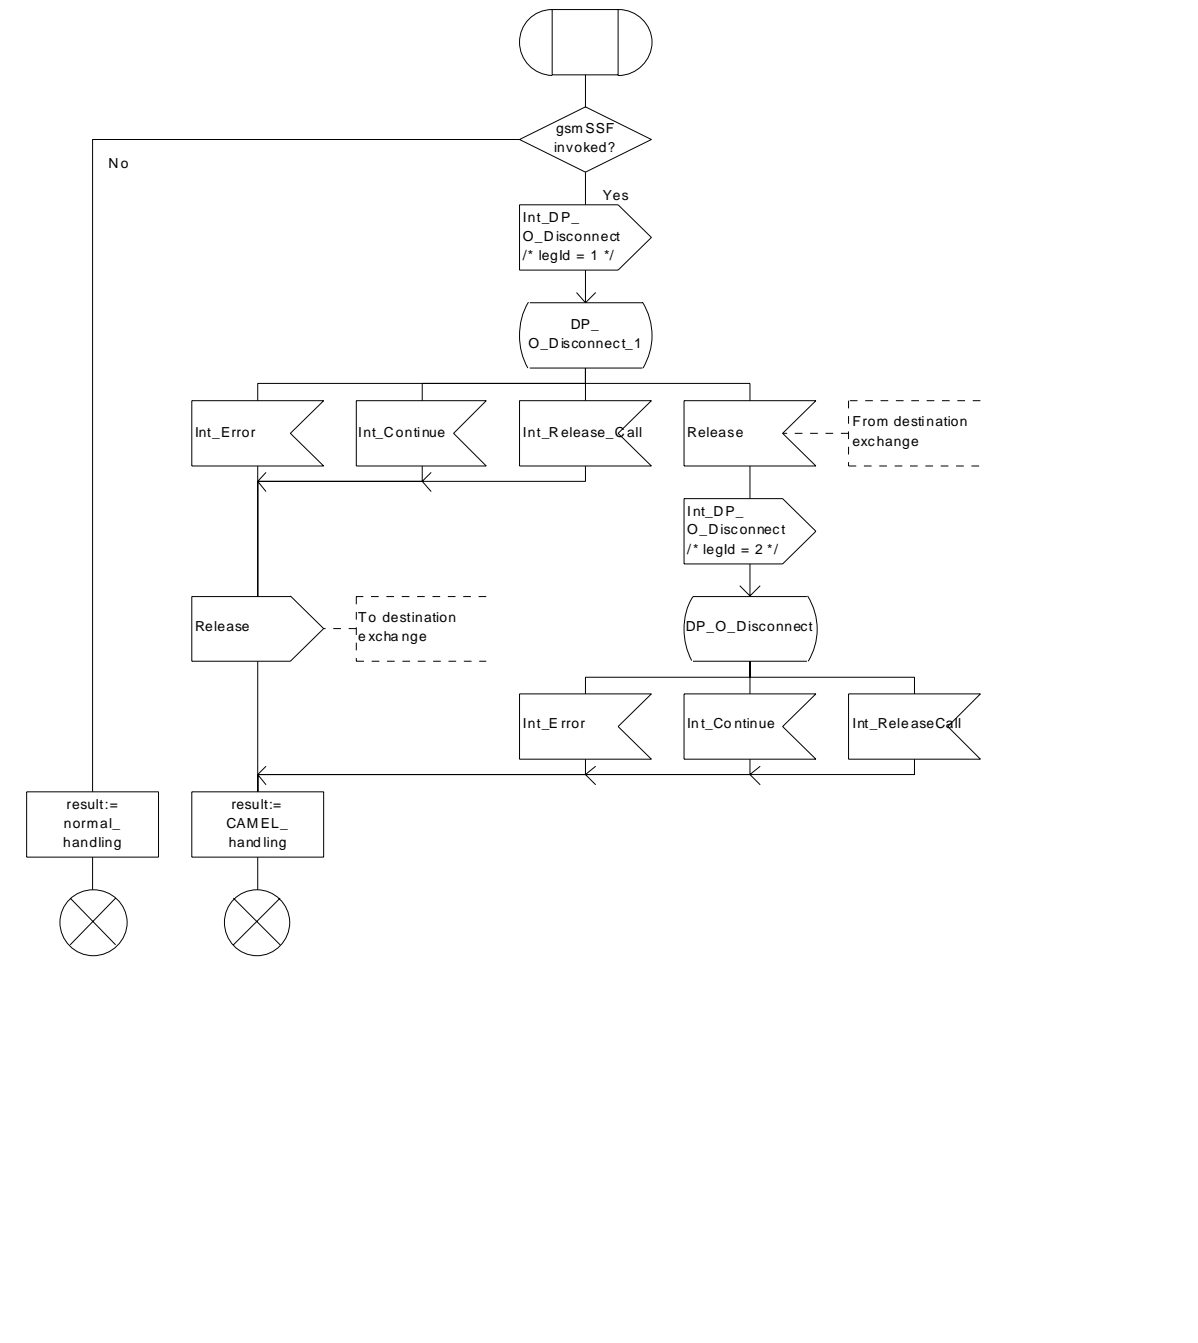 gsmSSF
invoked?
No
Yes
Int_DP_
O_Disconnect
/* legId = 1 */
DP_
O_Disconnect_1
Int_Error
Int_Continue
Int_Release_Call
Release
From destination
exchange
Int_DP_
O_Disconnect
/* legId = 2 */
Release
To destination
exchange
DP_O_Disconnect
Int_Error
Int_Continue
Int_ReleaseCall
result:=
normal_
handling
result:=
CAMEL_
handling